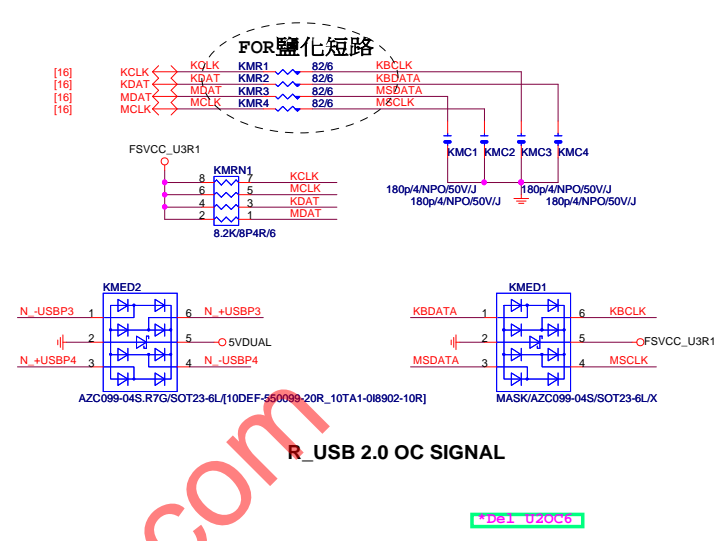 FOR鹽化短路
[16] KCLK KCLK KMR1 82/6 KBCLK
[16] KDAT KDAT KMR2 82/6 KBDATA
[16] MDAT MDAT KMR3 82/6 MSDATA
[16] MCLK MCLK KMR4 82/6 MSCLK
KMC1 KMC2 KMC3 KMC4
180p/4/NPO/50V/J 180p/4/NPO/50V/J
180p/4/NPO/50V/J 180p/4/NPO/50V/J
FSVCC_U3R1
KMRN1
8 7 KCLK
6 5 MCLK
4 3 KDAT
2 1 MDAT
8.2K/8P4R/6
KMED2
N_-USBP3 1 6 N_+USBP3
2 5 5VDUAL
N_+USBP4 3 4 N_-USBP4
AZC099-04S.R7G/SOT23-6L/[10DEF-550099-20R_10TA1-0I8902-10R]
KMED1
KBDATA 1 6 KBCLK
2 5 FSVCC_U3R1
MSDATA 3 4 MSCLK
MASK/AZC099-04S/SOT23-6L/X
R_USB 2.0 OC SIGNAL
*Del U2OC6
com